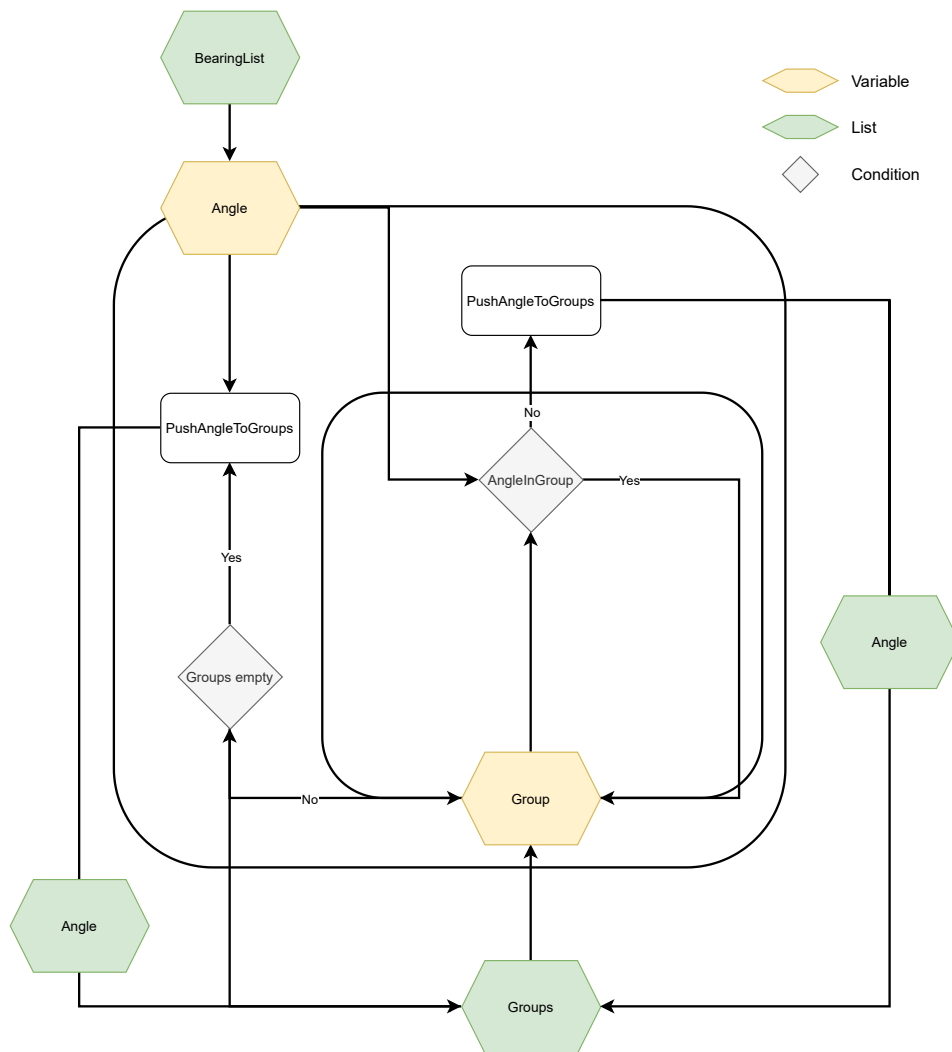 BearingList
Variable
List
Condition
Angle
PushAngleToGroups
PushAngleToGroups
No
AngleInGroup
Yes
Yes
Angle
Groups empty
No
Group
Angle
Groups